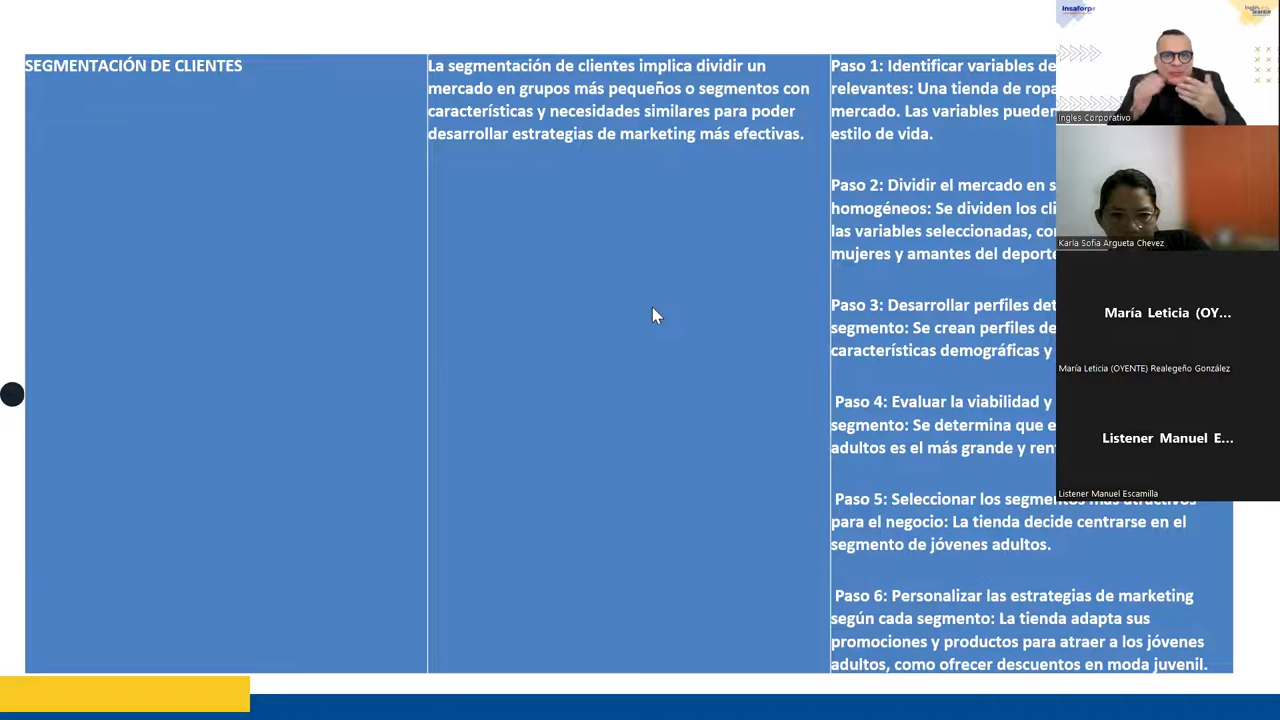 SEGMENTACIÓN DE CLIENTES
La segmentación de clientes implica dividir un
mercado en grupos más pequeños o segmentos con
características y necesidades similares para poder
desarrollar estrategias de marketing más efectivas.
Paso 1: Identificar variables de
relevantes: Una tienda de ropa
mercado. Las variables pueden
estilo de vida.
Paso 2: Dividir el mercado en s
homogéneos: Se dividen los cli
las variables seleccionadas, co
mujeres y amantes del deporte
Paso 3: Desarrollar perfiles det
segmento: Se crean perfiles de
características demográficas y
Paso 4: Evaluar la viabilidad y
segmento: Se determina que e
adultos es el más grande y ren
Paso 5: Seleccionar los segmentos más atractivos
para el negocio: La tienda decide centrarse en el
segmento de jóvenes adultos.
Paso 6: Personalizar las estrategias de marketing
según cada segmento: La tienda adapta sus
promociones y productos para atraer a los jóvenes
adultos, como ofrecer descuentos en moda juvenil.
insaforp
Ingles Corporativo
Karla Sofia Argueta Chevez
María Leticia (OY...
María Leticia (OYENTE) Realegeño González
Listener Manuel E...
Listener Manuel Escamilla